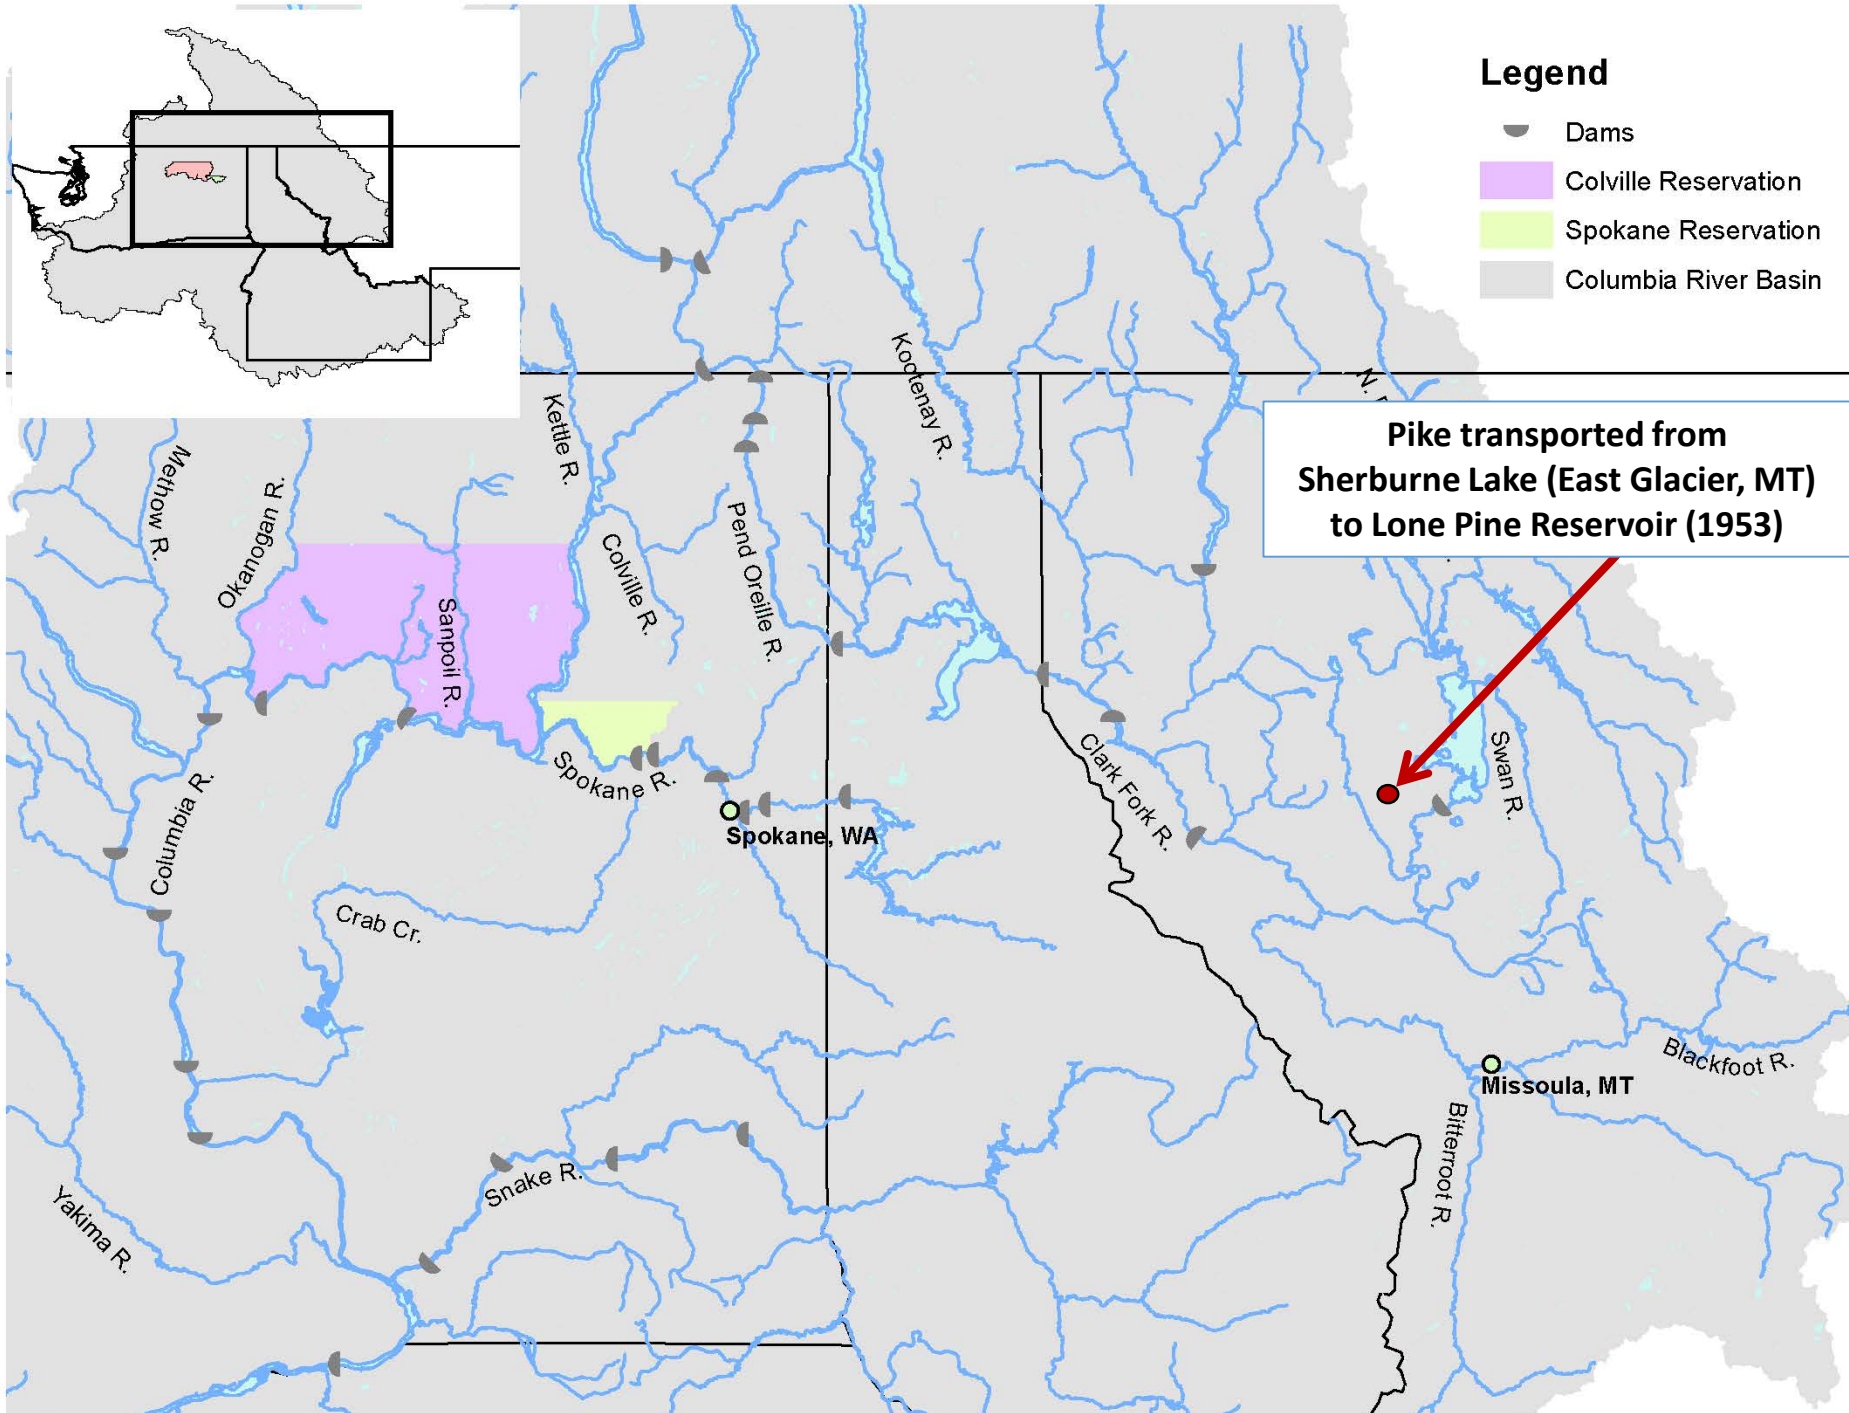 Legend
Dams
Colville Reservation
Spokane Reservation
Columbia River Basin
Kootenay R.
N.
Kettle R.
Pike transported from
Sherburne Lake (East Glacier, MT)
to Lone Pine Reservoir (1953)
Methow R.
Okanogan R.
Colville R.
Pend Oreille R.
Sanpoil R.
Spokane R.
Clark Fork R.
Swan R.
Columbia R.
Spokane, WA
Crab Cr.
Blackfoot R.
Missoula, MT
Bitterroot R.
Snake R.
Yakima R.